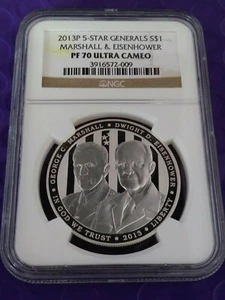 2013P 5-STAR GENERALS S$1
MARSHALL & EISENHOWER
PF 70 ULTRA CAMEO
3916572-009
NGC
GEORGE C. MARSHALL • DWIGHT D. EISENHOWER
IN GOD WE TRUST • 2013 • LIBERTY